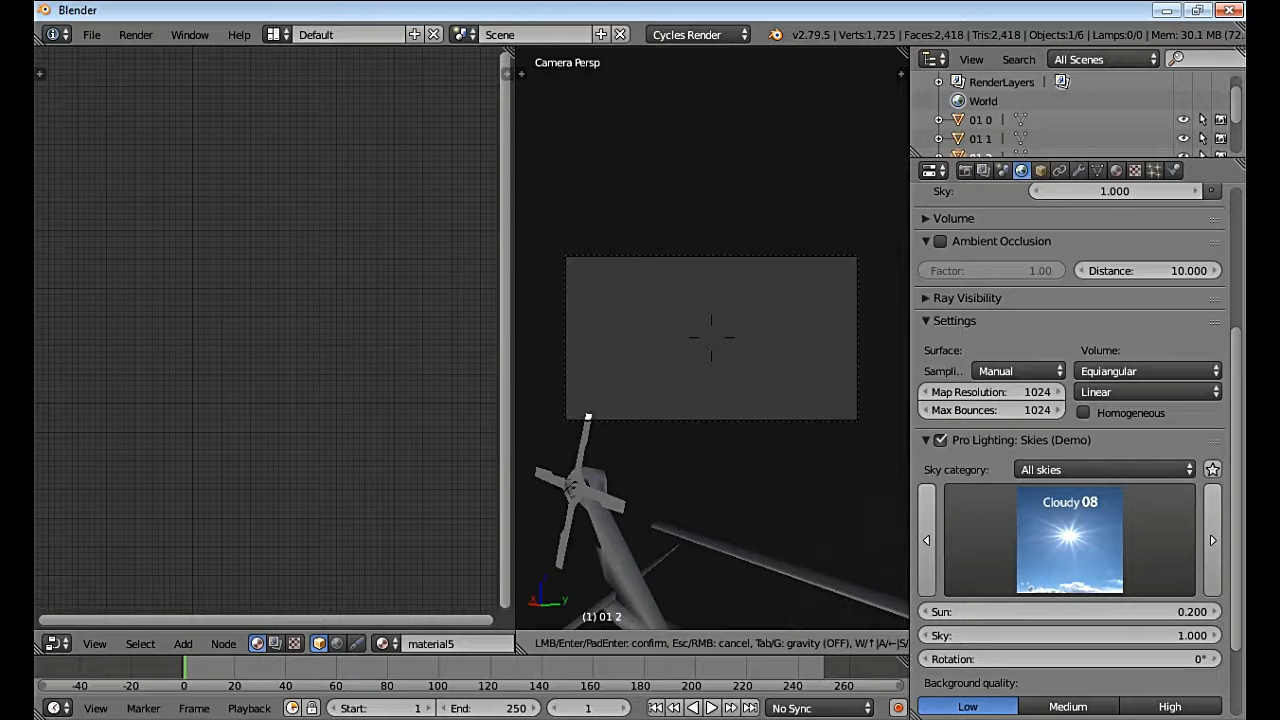 Blender
File Render Window Help Default Scene Cycles Render v2.79.5 | Verts:1,725 | Faces:2,418 | Tris:2,418 | Objects:1/6 | Lamps:0/0 | Mem: 30.1 MB (72.
Camera Persp
View Search All Scenes
RenderLayers
World
01 0
01 1
Sky: 1.000
Volume
Ambient Occlusion
Factor: 1.00 Distance: 10.000
Ray Visibility
Settings
Surface: Volume:
Sampli.. Manual Equiangular
Map Resolution: 1024 Linear
Max Bounces: 1024 Homogeneous
Pro Lighting: Skies (Demo)
Sky category: All skies
Cloudy 08
x y
(1) 01 2
Sun: 0.200
Sky: 1.000
Rotation: 0°
Background quality:
Low Medium High
View Select Add Node material5
LMB/Enter/PadEnter: confirm, Esc/RMB: cancel, Tab/G: gravity (OFF), W/↑|A/←|S/
-40 -20 0 20 40 60 80 100 120 140 160 180 200 220 240 260
View Marker Frame Playback Start: 1 End: 250 1 No Sync